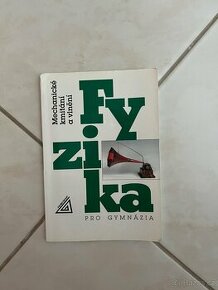 Mechanické
kmitání
a vlnění
Fy
zi
ka
PRO GYMNÁZIA